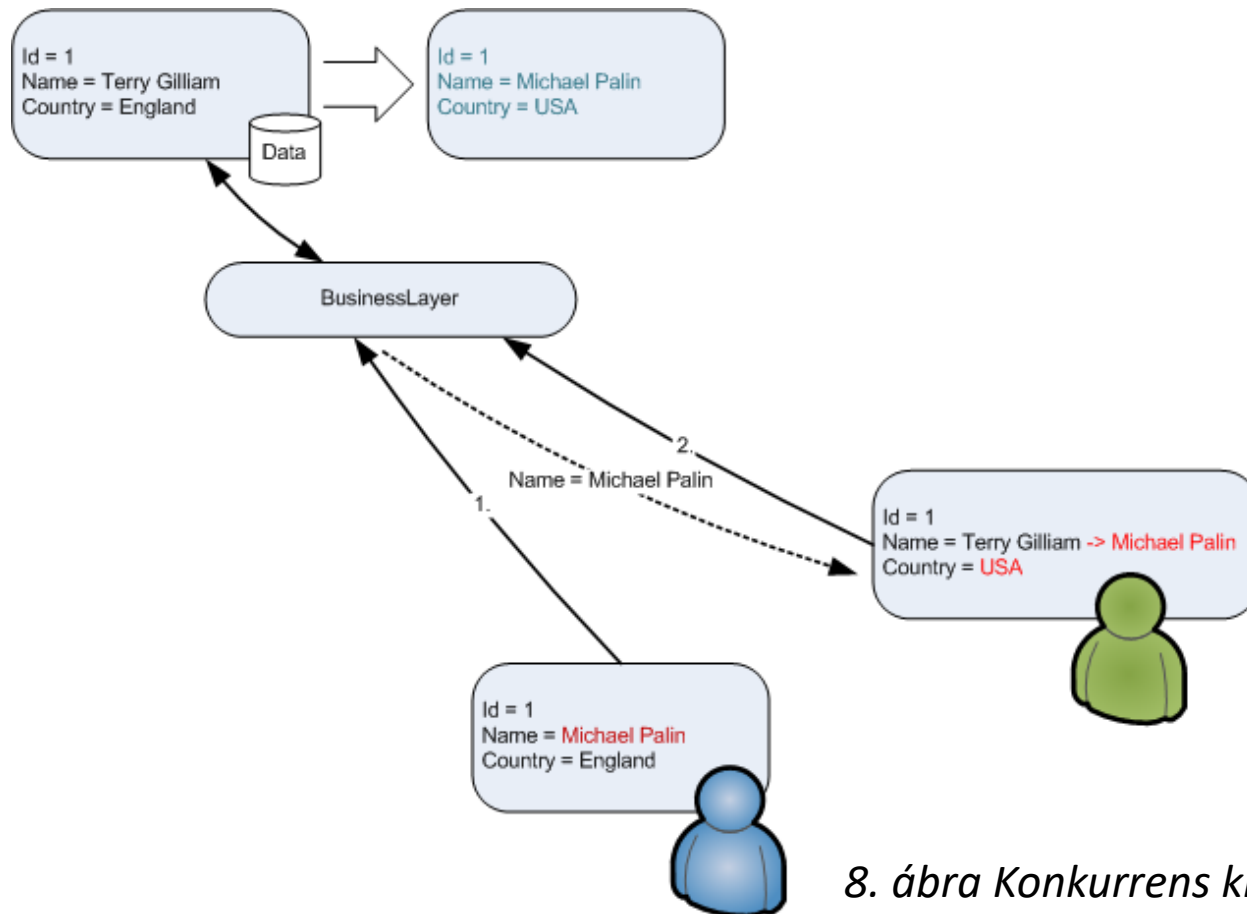 Id = 1
Name = Terry Gilliam
Country = England
Data
Id = 1
Name = Michael Palin
Country = USA
BusinessLayer
2.
Name = Michael Palin
1.
Id = 1
Name = Terry Gilliam -> Michael Palin
Country = USA
Id = 1
Name = Michael Palin
Country = England
8. ábra Konkurrens